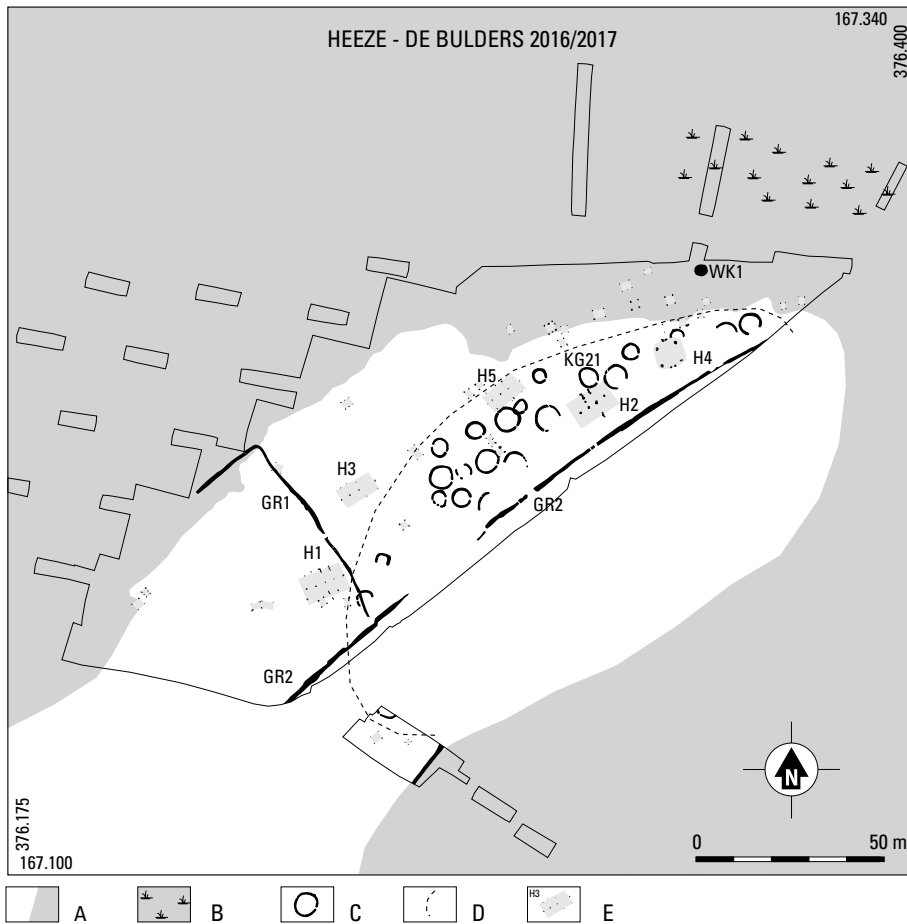 167.340
376.400
HEEZE - DE BULDERS 2016/2017
WK1
KG21
H4
H5
H2
H3
GR1
GR2
H1
GR2
N
376.175
167.100
0 50 m
A B C D H3 E